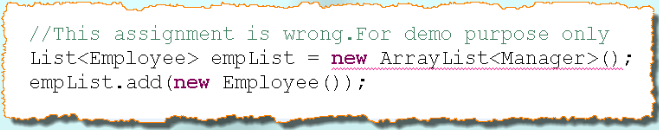 //This assignment is wrong.For demo purpose only
List<Employee> empList = new ArrayList<Manager>();
empList.add(new Employee());